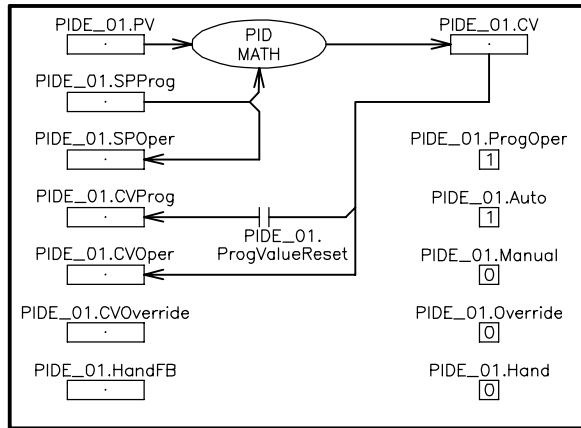 PIDE_01.PV
PID
MATH
PIDE_01.CV
PIDE_01.SPProg
PIDE_01.SPOper
PIDE_01.ProgOper
1
PIDE_01.CVProg
PIDE_01.Auto
1
PIDE_01.
ProgValueReset
PIDE_01.CVOper
PIDE_01.Manual
0
PIDE_01.CVOverride
PIDE_01.Override
0
PIDE_01.HandFB
PIDE_01.Hand
0